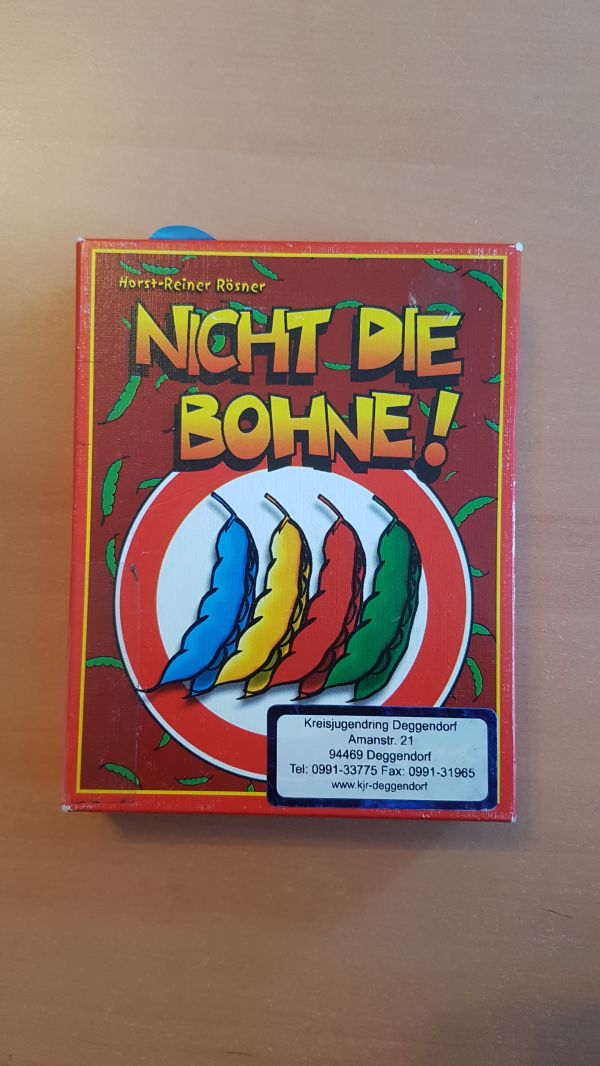 Horst-Reiner Rösner
NICHT DIE
BOHNE!
Kreisjugendring Deggendorf
Amanstr. 21
94469 Deggendorf
Tel: 0991-33775 Fax: 0991-31965
www.kjr-deggendorf